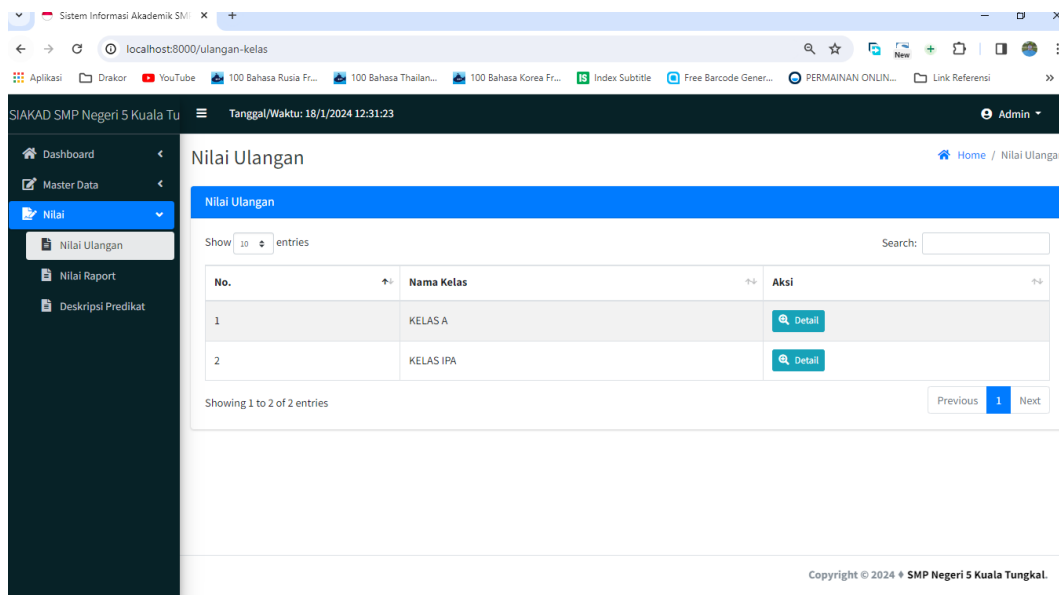 Sistem Informasi Akademik SM
localhost:8000/ulangan-kelas
New
Aplikasi Drakor YouTube 100 Bahasa Rusia Fr... 100 Bahasa Thailan... 100 Bahasa Korea Fr... IS Index Subtitle Free Barcode Gener... PERMAINAN ONLIN... Link Referensi
SIAKAD SMP Negeri 5 Kuala Tu Tanggal/Waktu: 18/1/2024 12:31:23 Admin
Dashboard
Master Data
Nilai
Nilai Ulangan
Nilai Raport
Deskripsi Predikat
Nilai Ulangan Home / Nilai Ulangan
Nilai Ulangan
Show 10 entries Search:
No. Nama Kelas Aksi
1 KELAS A Detail
2 KELAS IPA Detail
Showing 1 to 2 of 2 entries Previous 1 Next
Copyright © 2024 ♦ SMP Negeri 5 Kuala Tungkal.